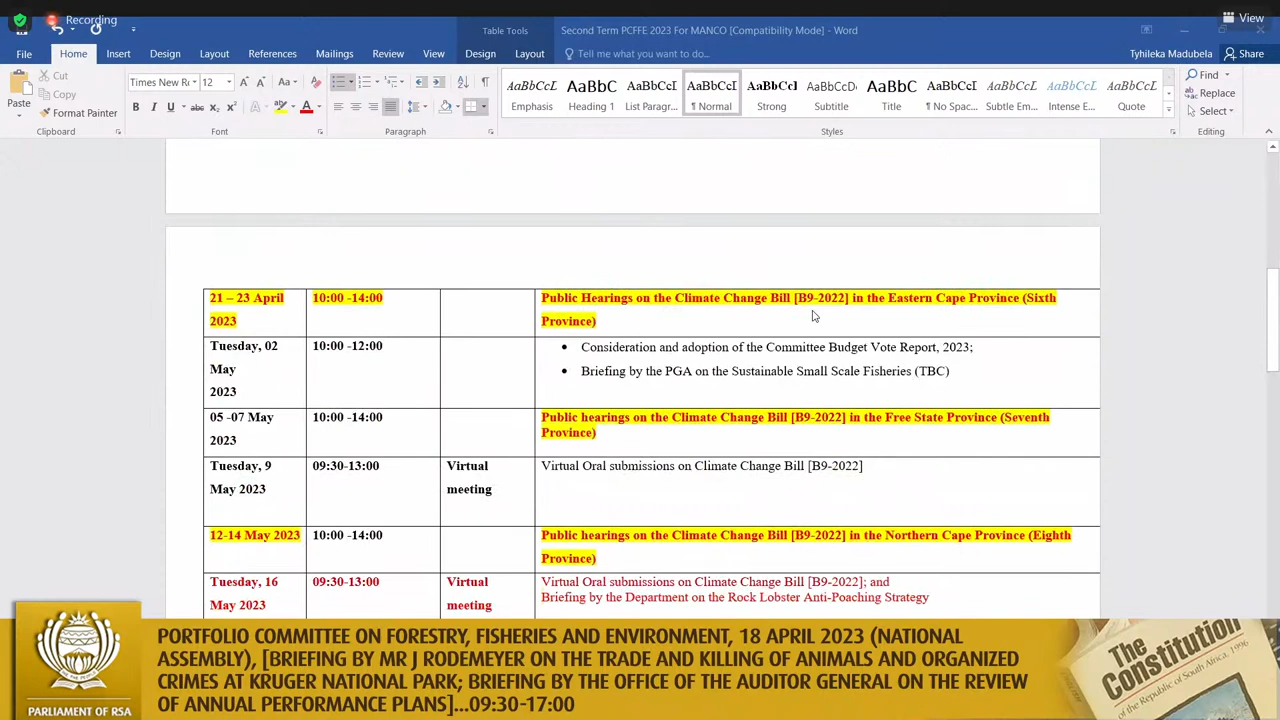 Recording
View
Table Tools
Second Term PCFFE 2023 For MANCO [Compatibility Mode] - Word
File
Home
Insert
Design
Layout
References
Mailings
Review
View
Design
Layout
Tell me what you want to do...
Tyhileka Madubela
Share
Paste
Cut
Copy
Format Painter
Clipboard
Times New Ro
12
Font
Paragraph
AaBbCcL
Emphasis
AaBbC
Heading 1
AaBbCcI
List Paragr...
AaBbCcI
¶ Normal
AaBbCcI
Strong
AaBbCcD
Subtitle
AaBbC
Title
AaBbCcI
¶ No Spac...
AaBbCcL
Subtle Em...
AaBbCcL
Intense E...
AaBbCcL
Quote
Styles
Find
Replace
Select
Editing
21 – 23 April
2023
10:00 -14:00
Public Hearings on the Climate Change Bill [B9-2022] in the Eastern Cape Province (Sixth
Province)
Tuesday, 02
May
2023
10:00 -12:00
• Consideration and adoption of the Committee Budget Vote Report, 2023;
• Briefing by the PGA on the Sustainable Small Scale Fisheries (TBC)
05 -07 May
2023
10:00 -14:00
Public hearings on the Climate Change Bill [B9-2022] in the Free State Province (Seventh
Province)
Tuesday, 9
May 2023
09:30-13:00
Virtual
meeting
Virtual Oral submissions on Climate Change Bill [B9-2022]
12-14 May 2023
10:00 -14:00
Public hearings on the Climate Change Bill [B9-2022] in the Northern Cape Province (Eighth
Province)
Tuesday, 16
May 2023
09:30-13:00
Virtual
meeting
Virtual Oral submissions on Climate Change Bill [B9-2022]; and
Briefing by the Department on the Rock Lobster Anti-Poaching Strategy
PARLIAMENT OF RSA
PORTFOLIO COMMITTEE ON FORESTRY, FISHERIES AND ENVIRONMENT, 18 APRIL 2023 (NATIONAL
ASSEMBLY), [BRIEFING BY MR J RODEMEYER ON THE TRADE AND KILLING OF ANIMALS AND ORGANIZED
CRIMES AT KRUGER NATIONAL PARK; BRIEFING BY THE OFFICE OF THE AUDITOR GENERAL ON THE REVIEW
OF ANNUAL PERFORMANCE PLANS]...09:30-17:00
The
Constitution
of the Republic of South Africa, 1996